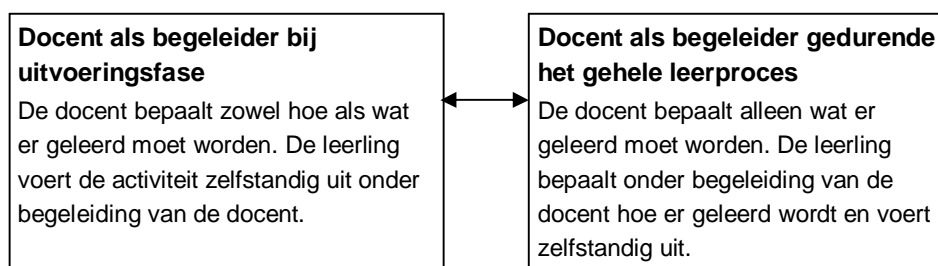 Docent als begeleider bij
uitvoeringsfase
De docent bepaalt zowel hoe als wat
er geleerd moet worden. De leerling
voert de activiteit zelfstandig uit onder
begeleiding van de docent.
Docent als begeleider gedurende
het gehele leerproces
De docent bepaalt alleen wat er
geleerd moet worden. De leerling
bepaalt onder begeleiding van de
docent hoe er geleerd wordt en voert
zelfstandig uit.